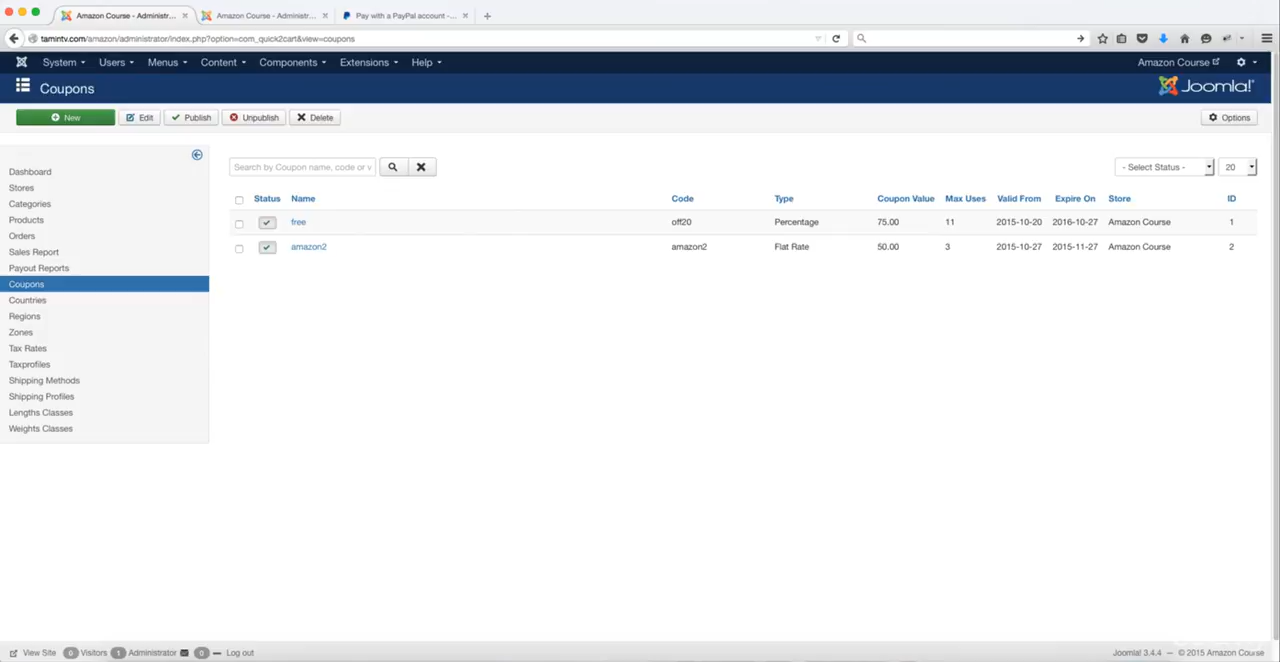 Amazon Course - Administr... Amazon Course - Administr... Pay with a PayPal account -...
tamintv.com/amazon/administrator/index.php?option=com_quick2cart&view=coupons
System Users Menus Content Components Extensions Help Amazon Course
Coupons Joomla!
New Edit Publish Unpublish Delete Options
Search by Coupon name, code or v - Select Status - 20
Dashboard
Stores
Categories
Products
Orders
Sales Report
Payout Reports
Coupons
Countries
Regions
Zones
Tax Rates
Taxprofiles
Shipping Methods
Shipping Profiles
Lengths Classes
Weights Classes
Status Name Code Type Coupon Value Max Uses Valid From Expire On Store ID
free off20 Percentage 75.00 11 2015-10-20 2016-10-27 Amazon Course 1
amazon2 amazon2 Flat Rate 50.00 3 2015-10-27 2015-11-27 Amazon Course 2
View Site 0 Visitors 1 Administrator 0 Log out Joomla! 3.4.4 — © 2015 Amazon Course